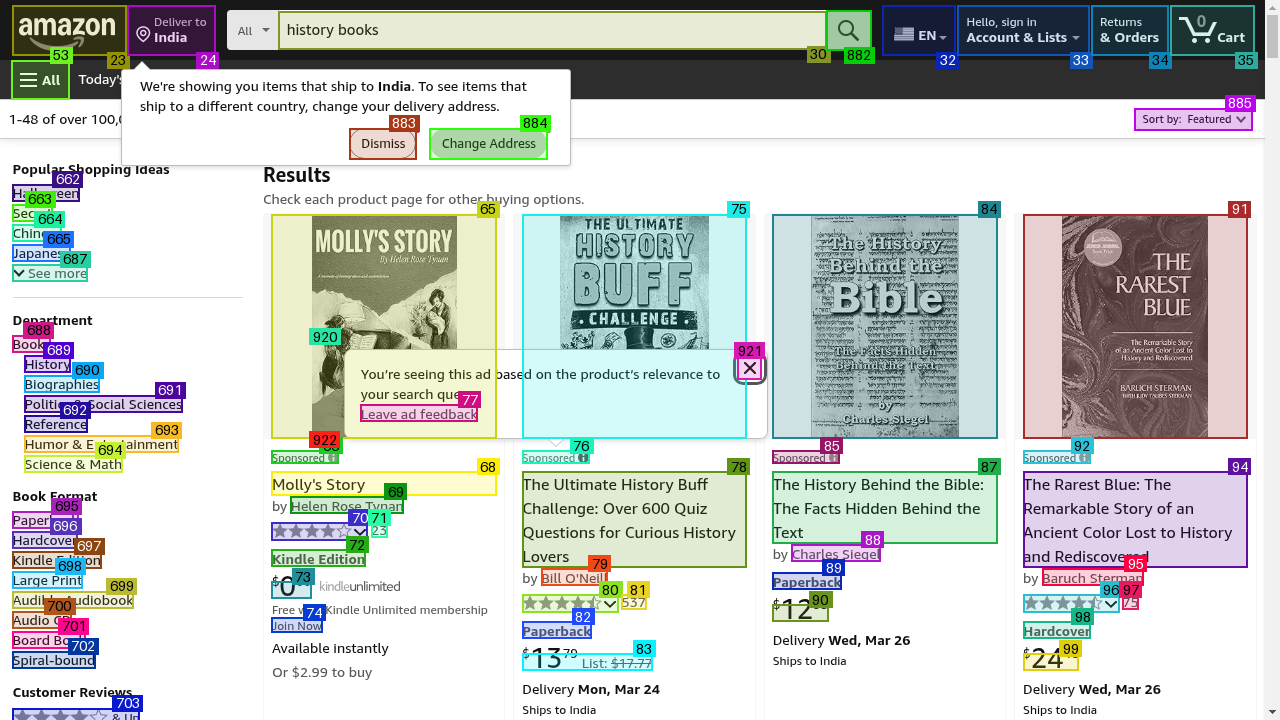 amazon
Deliver to
India
All
history books
EN
Hello, sign in
Account & Lists
Returns
& Orders
0
Cart
53
23
24
30
882
32
33
34
35
All
Today's
We're showing you items that ship to India. To see items that
ship to a different country, change your delivery address.
883
884
Dismiss
Change Address
1-48 of over 100,0
885
Sort by: Featured
Popular Shopping Ideas
662
663
664
665
Japanes
687
See more
Department
688
Book
689
History
690
Biographies
691
Politics & Social Sciences
692
Reference
693
Humor & Entertainment
694
Science & Math
Book Format
695
Paper
696
Hardcover
697
Kindle Edition
698
Large Print
699
Audible Audiobook
700
Audio CD
701
Board Bo
702
Spiral-bound
Customer Reviews
703
& Up
Results
Check each product page for other buying options.
65
MOLLY'S STORY
By Helen Rose Tynan
920
922
Sponsored
68
Molly's Story
69
by Helen Rose Tynan
70
71
23
72
Kindle Edition
73
$0
kindleunlimited
Free w Kindle Unlimited membership
74
Join Now
Available instantly
Or $2.99 to buy
75
THE ULTIMATE
HISTORY
BUFF
CHALLENGE
921
You're seeing this ad based on the product's relevance to
your search que
77
Leave ad feedback
76
Sponsored
78
The Ultimate History Buff
Challenge: Over 600 Quiz
Questions for Curious History
Lovers
79
by Bill O'Neil
80
81
537
82
Paperback
83
$13 79 List: $17.77
Delivery Mon, Mar 24
Ships to India
84
The History
Behind the
Bible
The Facts Hidden
Behind the Text
by
Charles Siegel
85
Sponsored
87
The History Behind the Bible:
The Facts Hidden Behind the
Text
88
by Charles Siegel
89
Paperback
90
$12
Delivery Wed, Mar 26
Ships to India
91
THE
RAREST
BLUE
The Remarkable Story
of an Ancient Color Lost to
History and Rediscovered
BARUCH STERMAN
WITH JUDY TAUBES STERMAN
92
Sponsored
94
The Rarest Blue: The
Remarkable Story of an
Ancient Color Lost to History
and Rediscovered
95
by Baruch Sterman
96
97
75
98
Hardcover
99
$24
Delivery Wed, Mar 26
Ships to India